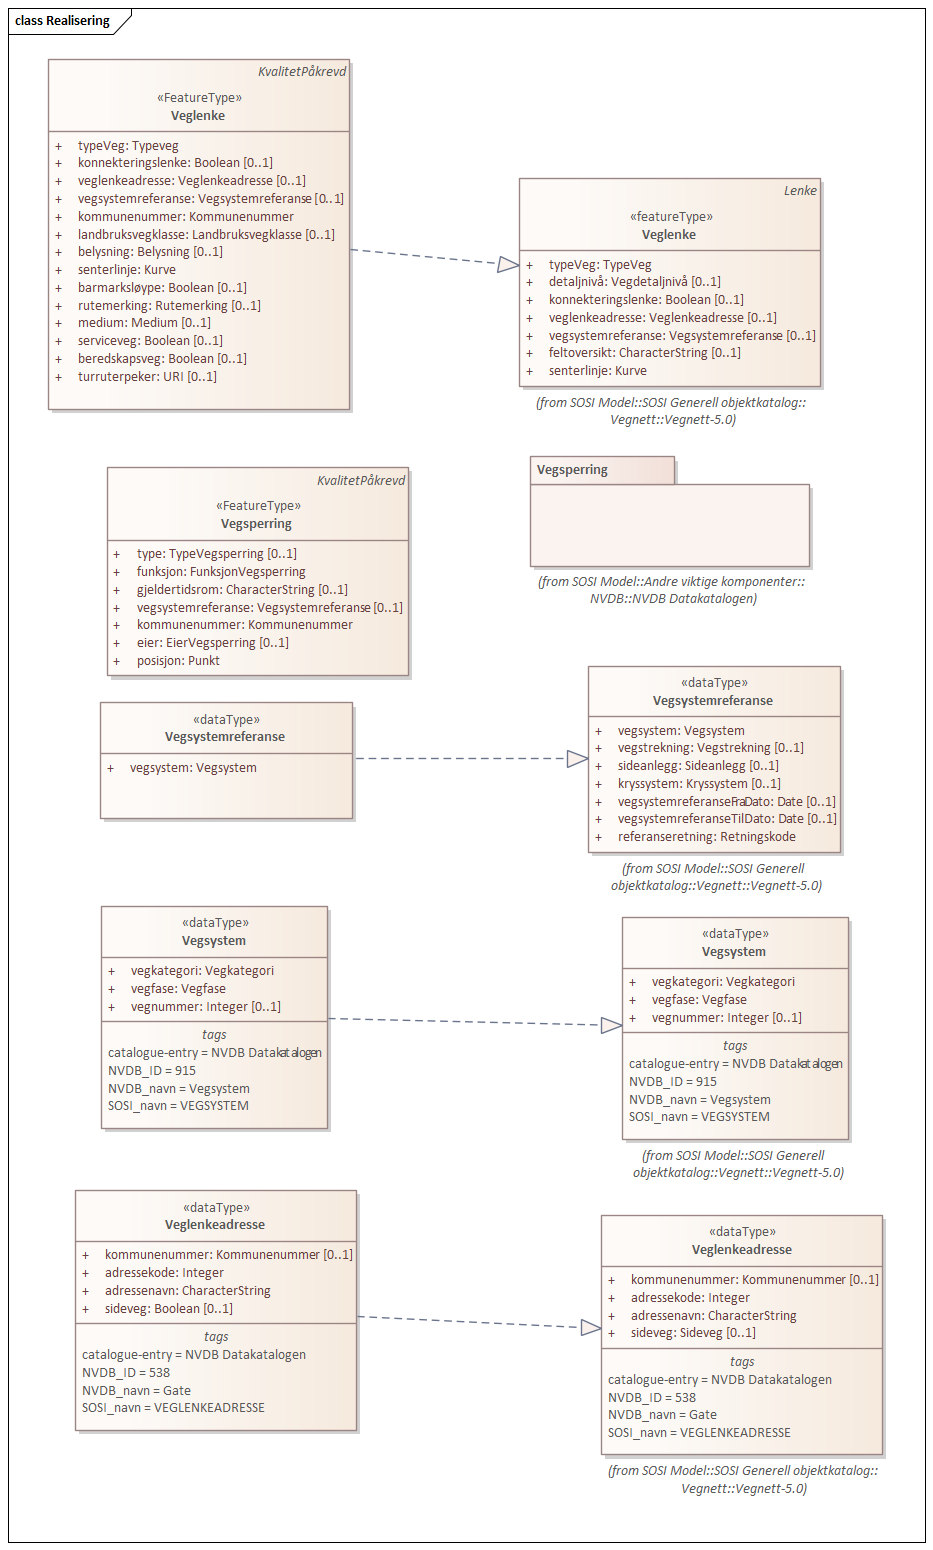 class Realisering
KvalitetPåkrevd
«FeatureType»
Veglenke
+ typeVeg: Typeveg
+ konnekteringslenke: Boolean [0..1]
+ veglenkeadresse: Veglenkeadresse [0..1]
+ vegsystemreferanse: Vegsystemreferanse [0..1]
+ kommunenummer: Kommunenummer
+ landbruksvegklasse: Landbruksvegklasse [0..1]
+ belysning: Belysning [0..1]
+ senterlinje: Kurve
+ barmarksløype: Boolean [0..1]
+ rutemerking: Rutemerking [0..1]
+ medium: Medium [0..1]
+ serviceveg: Boolean [0..1]
+ beredskapsveg: Boolean [0..1]
+ turruterpeker: URI [0..1]
Lenke
«featureType»
Veglenke
+ typeVeg: TypeVeg
+ detaljnivå: Vegdetaljnivå [0..1]
+ konnekteringslenke: Boolean [0..1]
+ veglenkeadresse: Veglenkeadresse [0..1]
+ vegsystemreferanse: Vegsystemreferanse [0..1]
+ feltoversikt: CharacterString [0..1]
+ senterlinje: Kurve
(from SOSI Model::SOSI Generell objektkatalog::
Vegnett::Vegnett-5.0)
KvalitetPåkrevd
«FeatureType»
Vegsperring
+ type: TypeVegsperring [0..1]
+ funksjon: FunksjonVegsperring
+ gjeldertidsrom: CharacterString [0..1]
+ vegsystemreferanse: Vegsystemreferanse [0..1]
+ kommunenummer: Kommunenummer
+ eier: EierVegsperring [0..1]
+ posisjon: Punkt
Vegsperring
(from SOSI Model::Andre viktige komponenter::
NVDB::NVDB Datakatalogen)
«dataType»
Vegsystemreferanse
+ vegsystem: Vegsystem
«dataType»
Vegsystemreferanse
+ vegsystem: Vegsystem
+ vegstrekning: Vegstrekning [0..1]
+ sideanlegg: Sideanlegg [0..1]
+ kryssystem: Kryssystem [0..1]
+ vegsystemreferanseFraDato: Date [0..1]
+ vegsystemreferanseTilDato: Date [0..1]
+ referanseretning: Retningskode
(from SOSI Model::SOSI Generell
objektkatalog::Vegnett::Vegnett-5.0)
«dataType»
Vegsystem
+ vegkategori: Vegkategori
+ vegfase: Vegfase
+ vegnummer: Integer [0..1]
tags
catalogue-entry = NVDB Datakatalogen
NVDB_ID = 915
NVDB_navn = Vegsystem
SOSI_navn = VEGSYSTEM
«dataType»
Vegsystem
+ vegkategori: Vegkategori
+ vegfase: Vegfase
+ vegnummer: Integer [0..1]
tags
catalogue-entry = NVDB Datakatalogen
NVDB_ID = 915
NVDB_navn = Vegsystem
SOSI_navn = VEGSYSTEM
(from SOSI Model::SOSI Generell
objektkatalog::Vegnett::Vegnett-5.0)
«dataType»
Veglenkeadresse
+ kommunenummer: Kommunenummer [0..1]
+ adressekode: Integer
+ adressenavn: CharacterString
+ sideveg: Boolean [0..1]
tags
catalogue-entry = NVDB Datakatalogen
NVDB_ID = 538
NVDB_navn = Gate
SOSI_navn = VEGLENKEADRESSE
«dataType»
Veglenkeadresse
+ kommunenummer: Kommunenummer [0..1]
+ adressekode: Integer
+ adressenavn: CharacterString
+ sideveg: Sideveg [0..1]
tags
catalogue-entry = NVDB Datakatalogen
NVDB_ID = 538
NVDB_navn = Gate
SOSI_navn = VEGLENKEADRESSE
(from SOSI Model::SOSI Generell objektkatalog::
Vegnett::Vegnett-5.0)